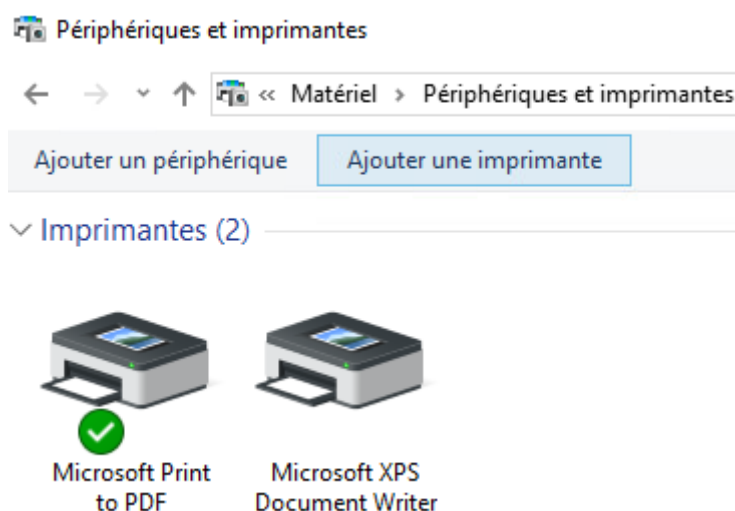 Périphériques et imprimantes
« Matériel > Périphériques et imprimantes
Ajouter un périphérique Ajouter une imprimante
Imprimantes (2)
Microsoft Print
to PDF
Microsoft XPS
Document Writer